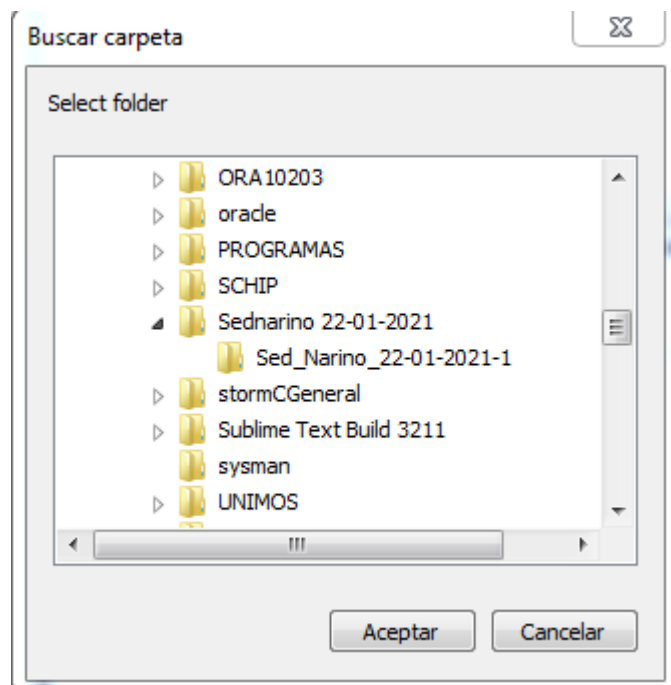 Buscar carpeta
Select folder
ORA10203
oracle
PROGRAMAS
SCHIP
Sednarino 22-01-2021
Sed_Narino_22-01-2021-1
stormCGeneral
Sublime Text Build 3211
sysman
UNIMOS
Aceptar
Cancelar